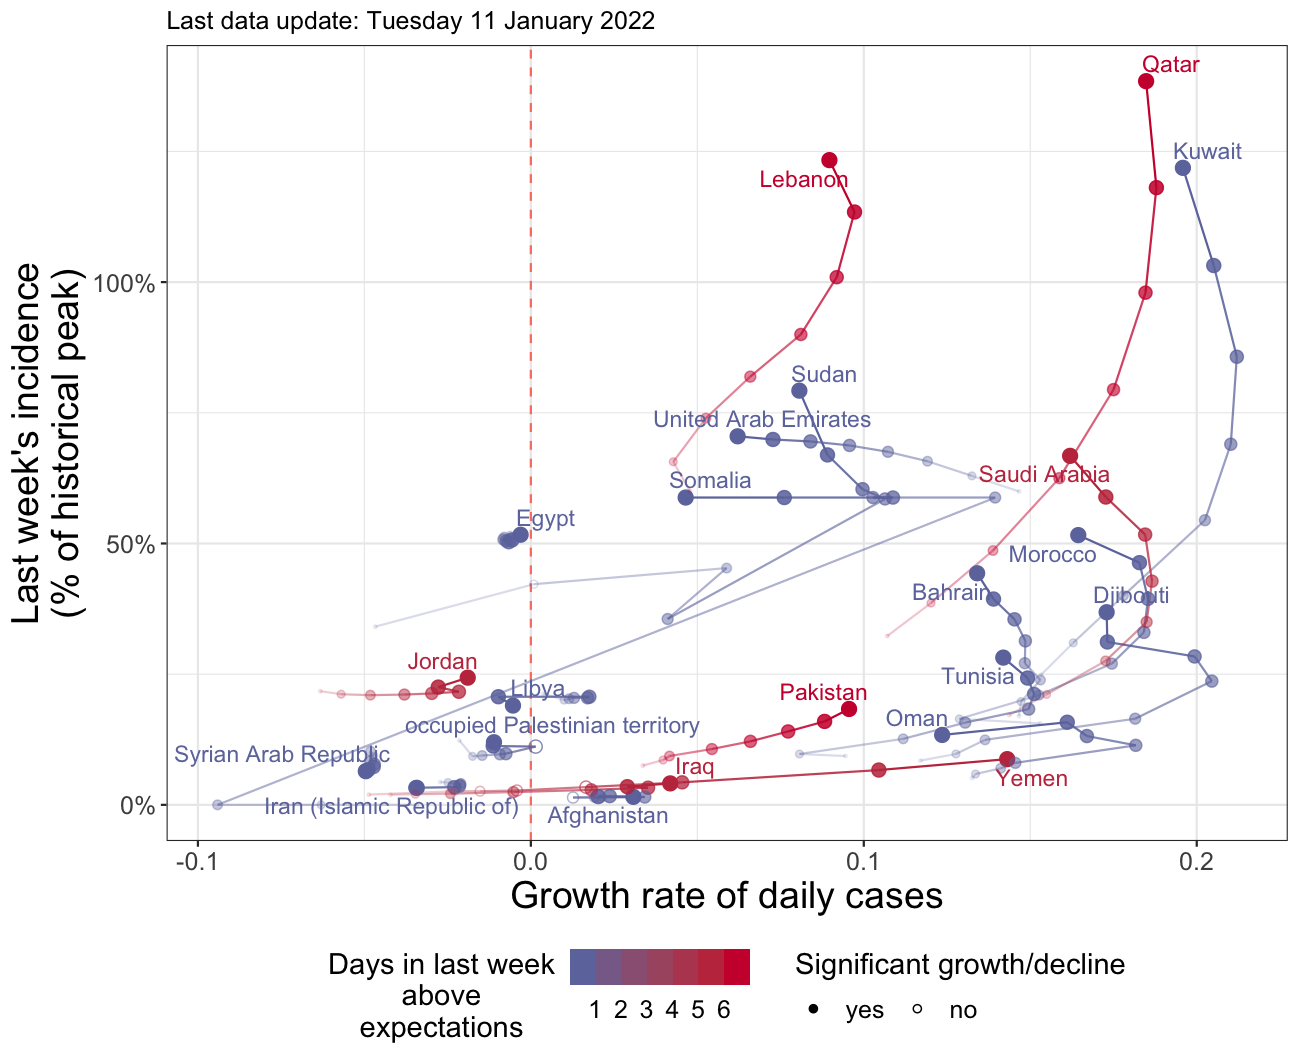 Last data update: Tuesday 11 January 2022
Qatar
Kuwait
Lebanon
Sudan
United Arab Emirates
Somalia
Saudi Arabia
Egypt
Morocco
Bahrain
Djibouti
Jordan
Tunisia
Libya
Pakistan
occupied Palestinian territory
Oman
Syrian Arab Republic
Iraq
Yemen
Iran (Islamic Republic of)
Afghanistan
100%
50%
0%
Last week's incidence
(% of historical peak)
-0.1 0.0 0.1 0.2
Growth rate of daily cases
Days in last week
above
expectations
1 2 3 4 5 6
Significant growth/decline
yes no